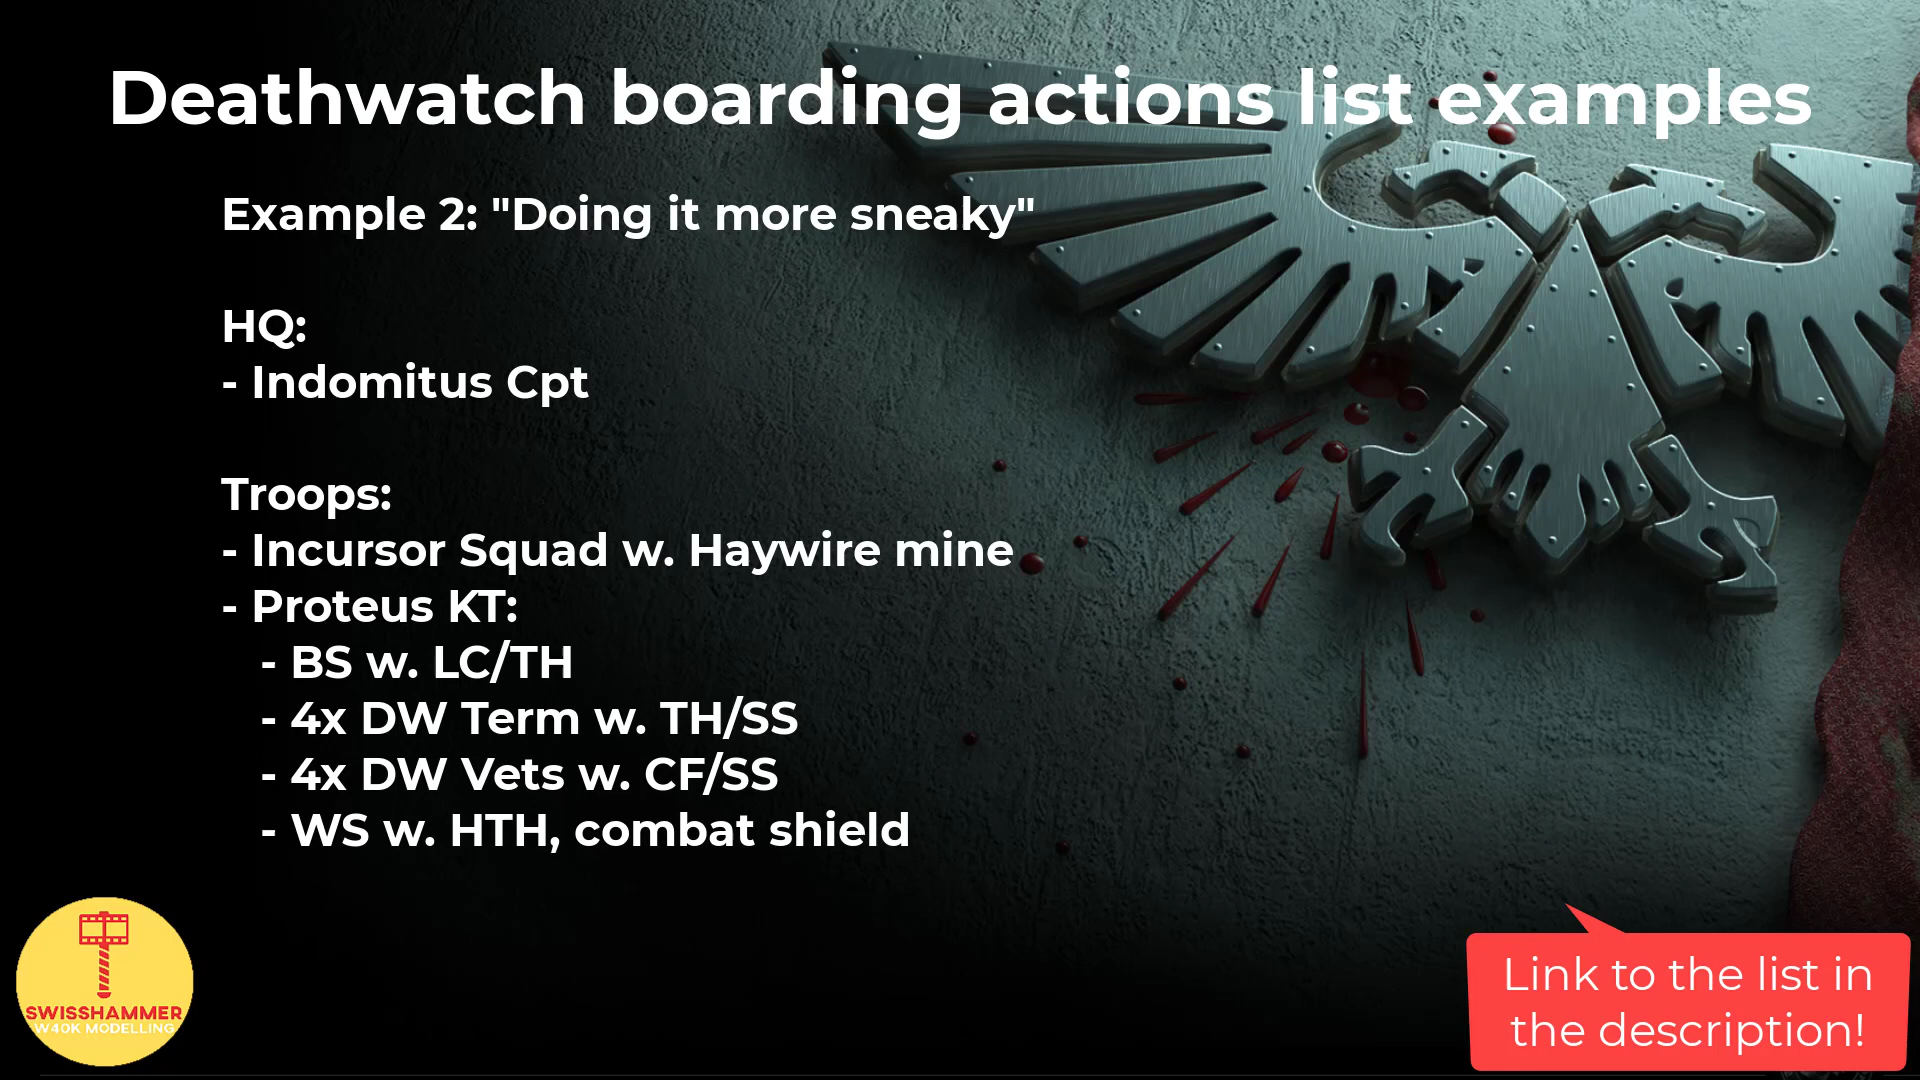 Deathwatch boarding actions list examples
Example 2: "Doing it more sneaky"
HQ:
- Indomitus Cpt
Troops:
- Incursor Squad w. Haywire mine
- Proteus KT:
- BS w. LC/TH
- 4x DW Term w. TH/SS
- 4x DW Vets w. CF/SS
- WS w. HTH, combat shield
SWISSHAMMER
W40K MODELLING
Link to the list in
the description!